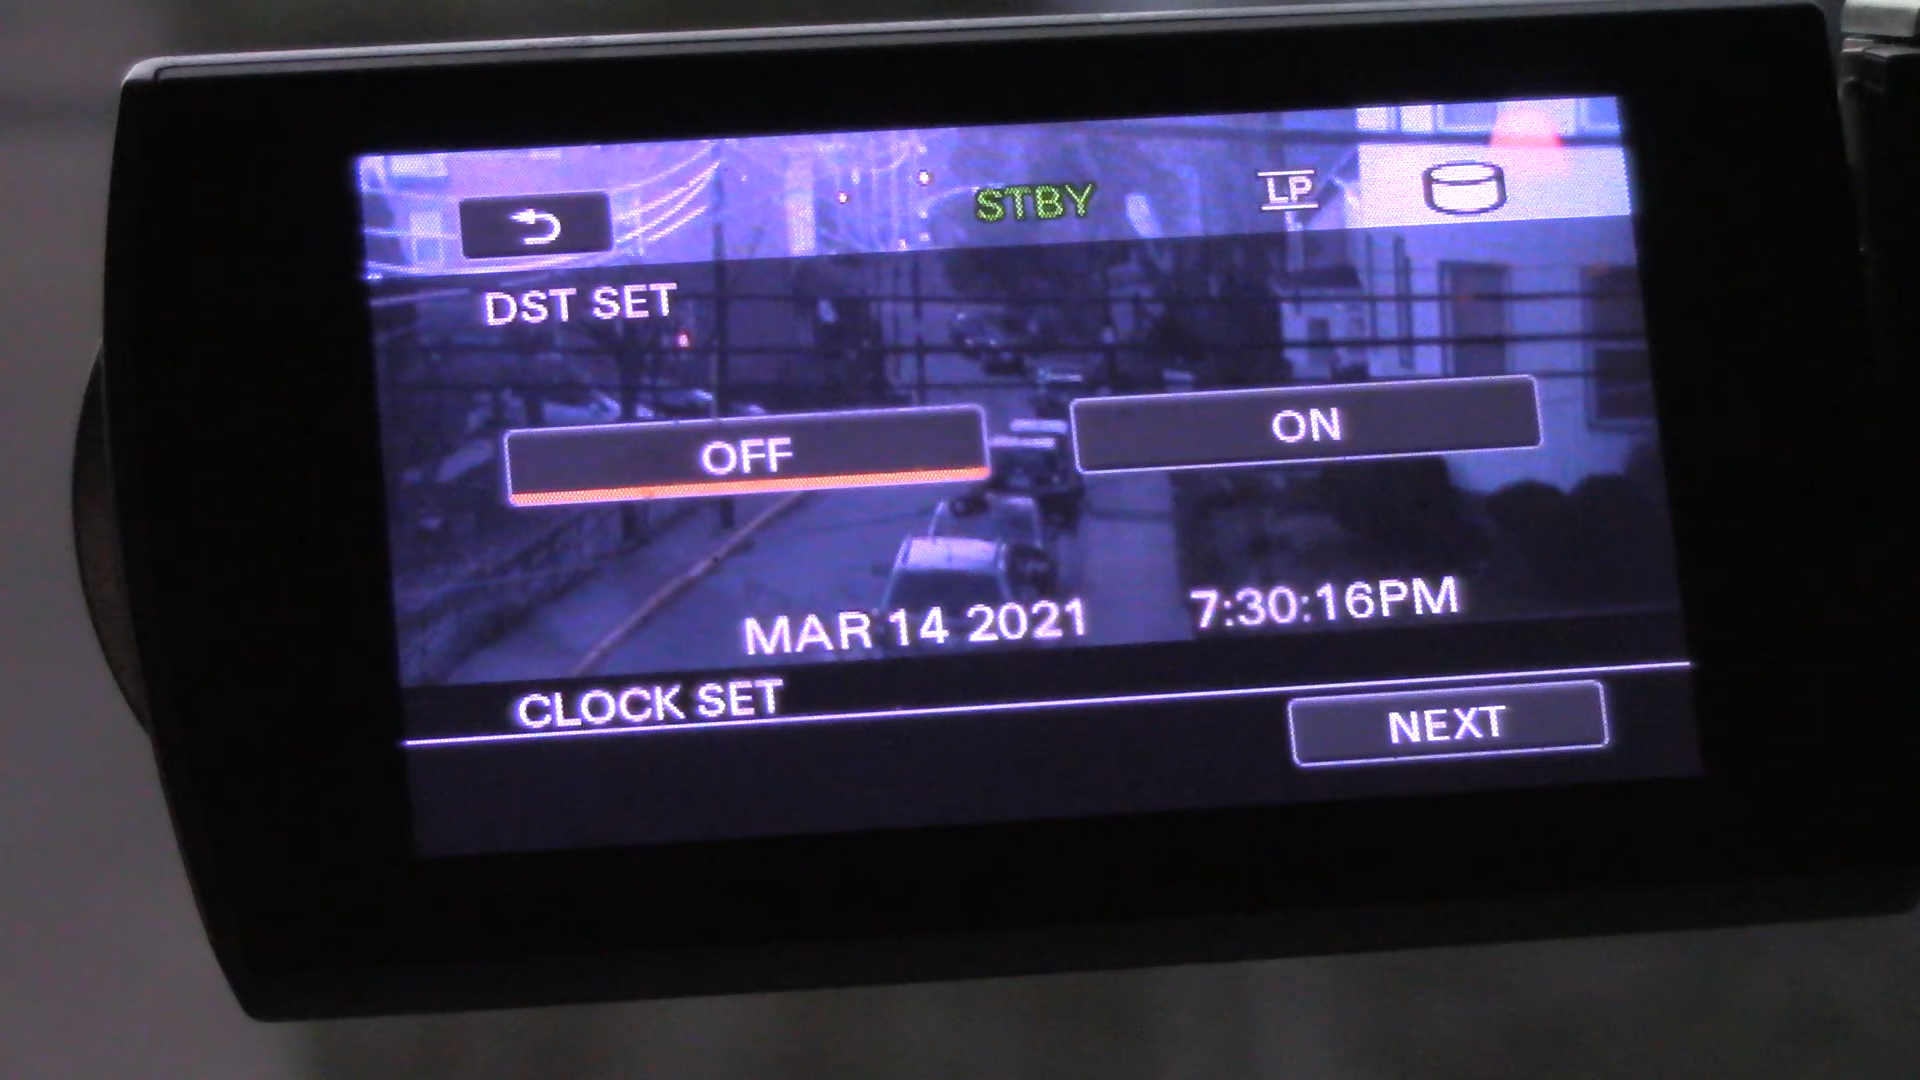 STBY
LP
DST SET
OFF
ON
MAR 14 2021 7:30:16PM
CLOCK SET
NEXT